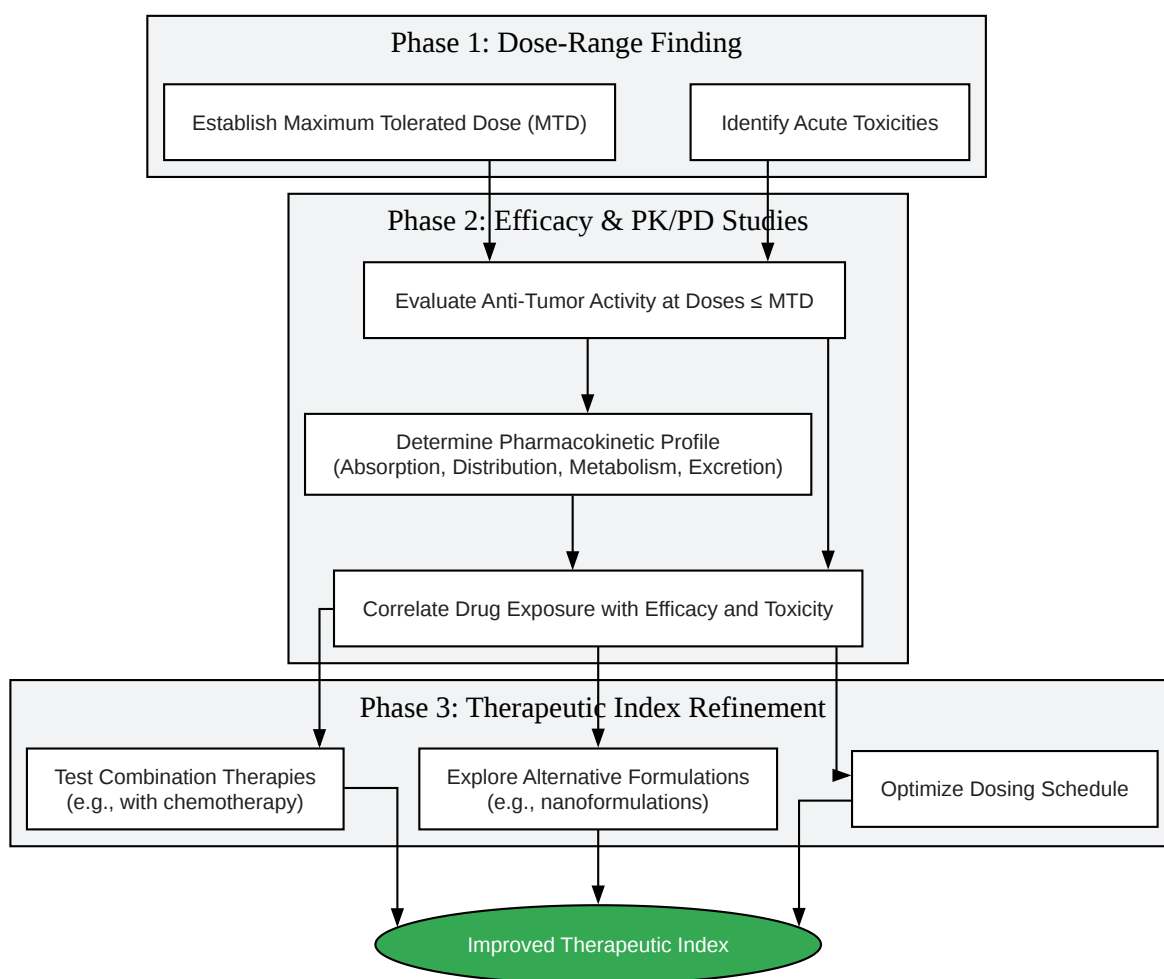 Phase 1: Dose-Range Finding
Establish Maximum Tolerated Dose (MTD)
Identify Acute Toxicities
Phase 2: Efficacy & PK/PD Studies
Evaluate Anti-Tumor Activity at Doses ≤ MTD
Determine Pharmacokinetic Profile
(Absorption, Distribution, Metabolism, Excretion)
Correlate Drug Exposure with Efficacy and Toxicity
Phase 3: Therapeutic Index Refinement
Test Combination Therapies
(e.g., with chemotherapy)
Explore Alternative Formulations
(e.g., nanoformulations)
Optimize Dosing Schedule
Improved Therapeutic Index